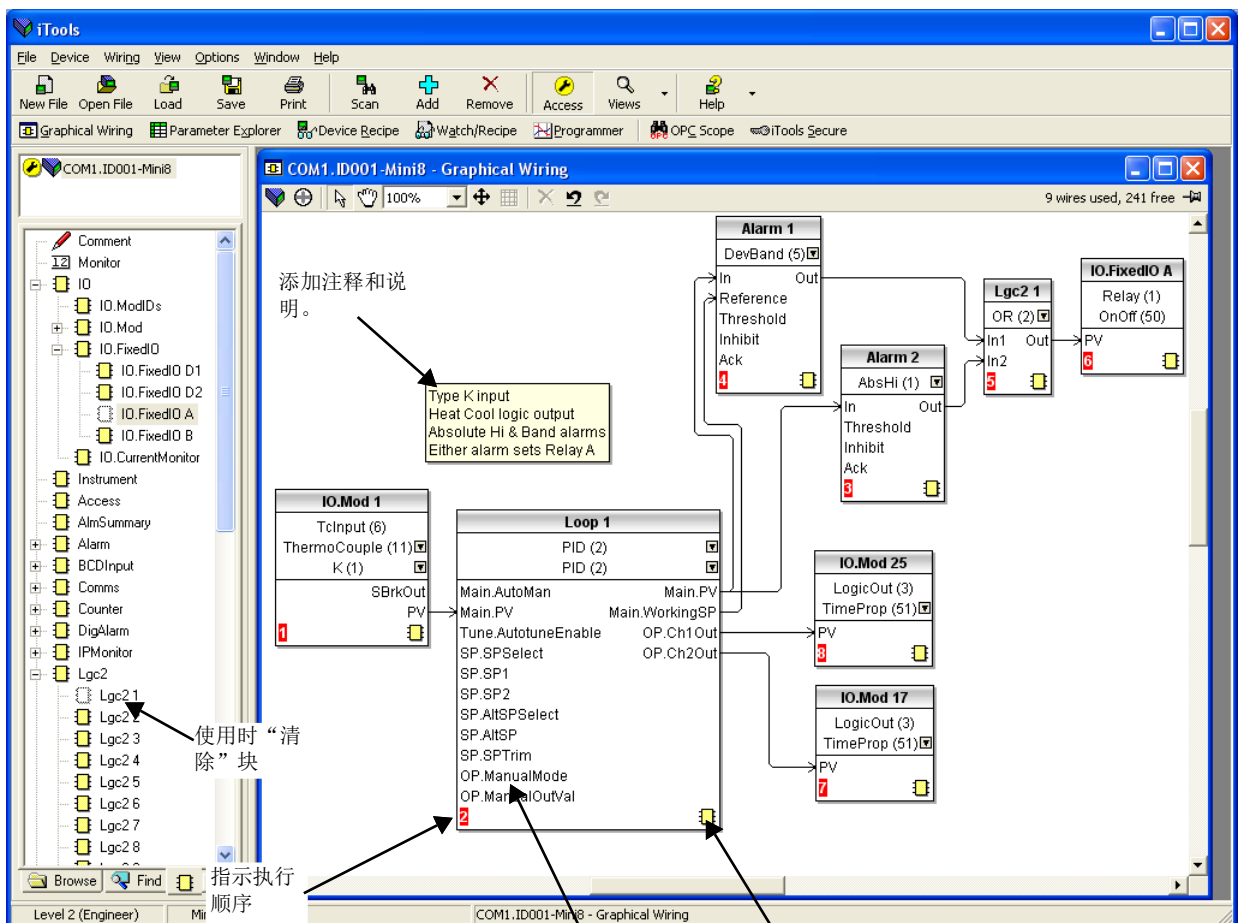 iTools
File Device Wiring View Options Window Help
New File Open File Load Save Print Scan Add Remove Access Views Help
Graphical Wiring Parameter Explorer Device Recipe Watch/Recipe Programmer OPC Scope iTools Secure
COM1.ID001-Mini8
Comment
12 Monitor
IO
IO.ModIDs
IO.Mod
IO.FixedIO
IO.FixedIO D1
IO.FixedIO D2
IO.FixedIO A
IO.FixedIO B
IO.CurrentMonitor
Instrument
Access
AlmSummary
Alarm
BCDInput
Comms
Counter
DigAlarm
IPMonitor
Lgc2
Lgc2 1
Lgc2 2
Lgc2 3
Lgc2 4
Lgc2 5
Lgc2 6
Lgc2 7
Lgc2 8
Browse Find
使用时“清
除”块
指示执行
顺序
COM1.ID001-Mini8 - Graphical Wiring
100%
9 wires used, 241 free
添加注释和说
明。
Type K input
Heat Cool logic output
Absolute Hi & Band alarms
Either alarm sets Relay A
IO.Mod 1
TcInput (6)
ThermoCouple (11)
K (1)
SBrkOut
PV
1
Loop 1
PID (2)
PID (2)
Main.AutoMan Main.PV
Main.PV Main.WorkingSP
Tune.AutotuneEnable OP.Ch1Out
SP.SPSelect OP.Ch2Out
SP.SP1
SP.SP2
SP.AltSPSelect
SP.AltSP
SP.SPTrim
OP.ManualMode
OP.ManualOutVal
2
Alarm 1
DevBand (5)
In Out
Reference
Threshold
Inhibit
Ack
4
Alarm 2
AbsHi (1)
In Out
Threshold
Inhibit
Ack
3
Lgc2 1
OR (2)
In1 Out
In2
5
IO.FixedIO A
Relay (1)
OnOff (50)
PV
6
IO.Mod 25
LogicOut (3)
TimeProp (51)
PV
8
IO.Mod 17
LogicOut (3)
TimeProp (51)
PV
7
Level 2 (Engineer)
COM1.ID001-Mini8 - Graphical Wiring